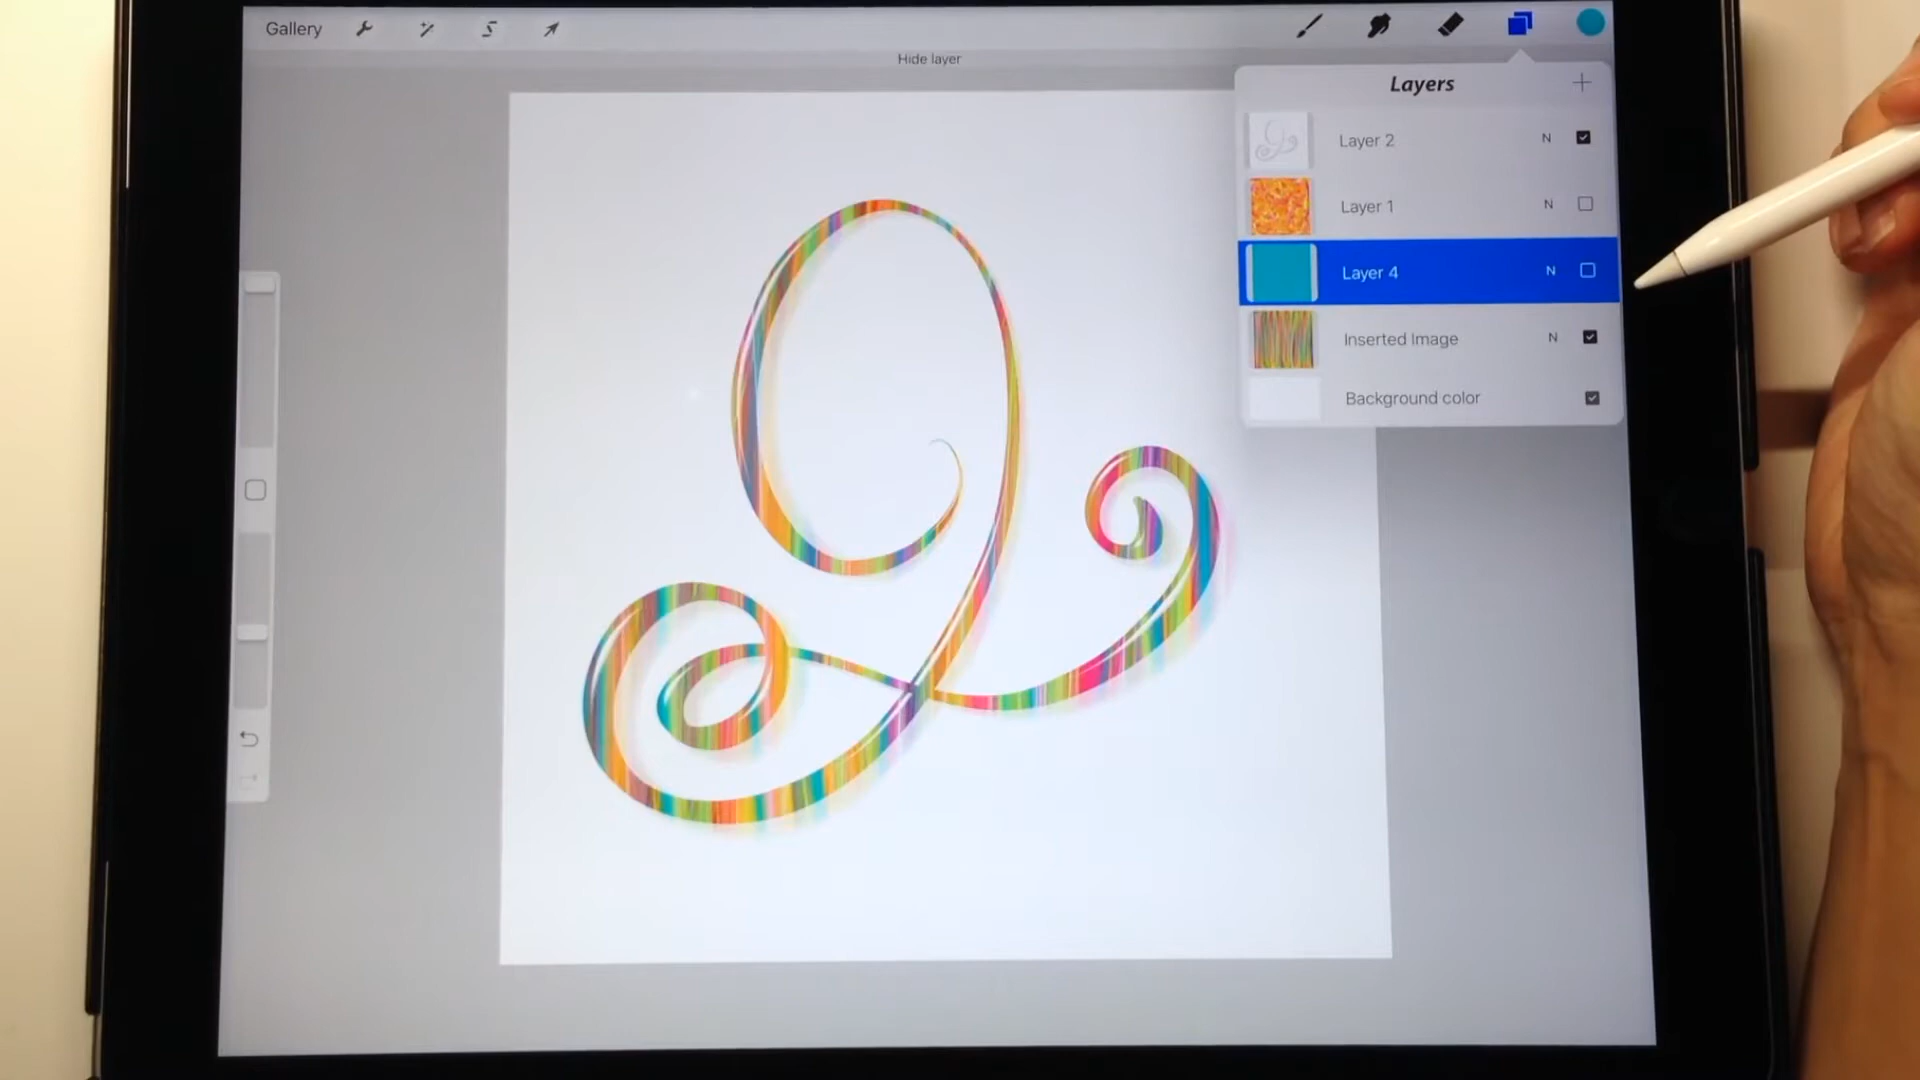 Gallery
Hide layer
Layers
Layer 2 N
Layer 1 N
Layer 4 N
Inserted Image N
Background color